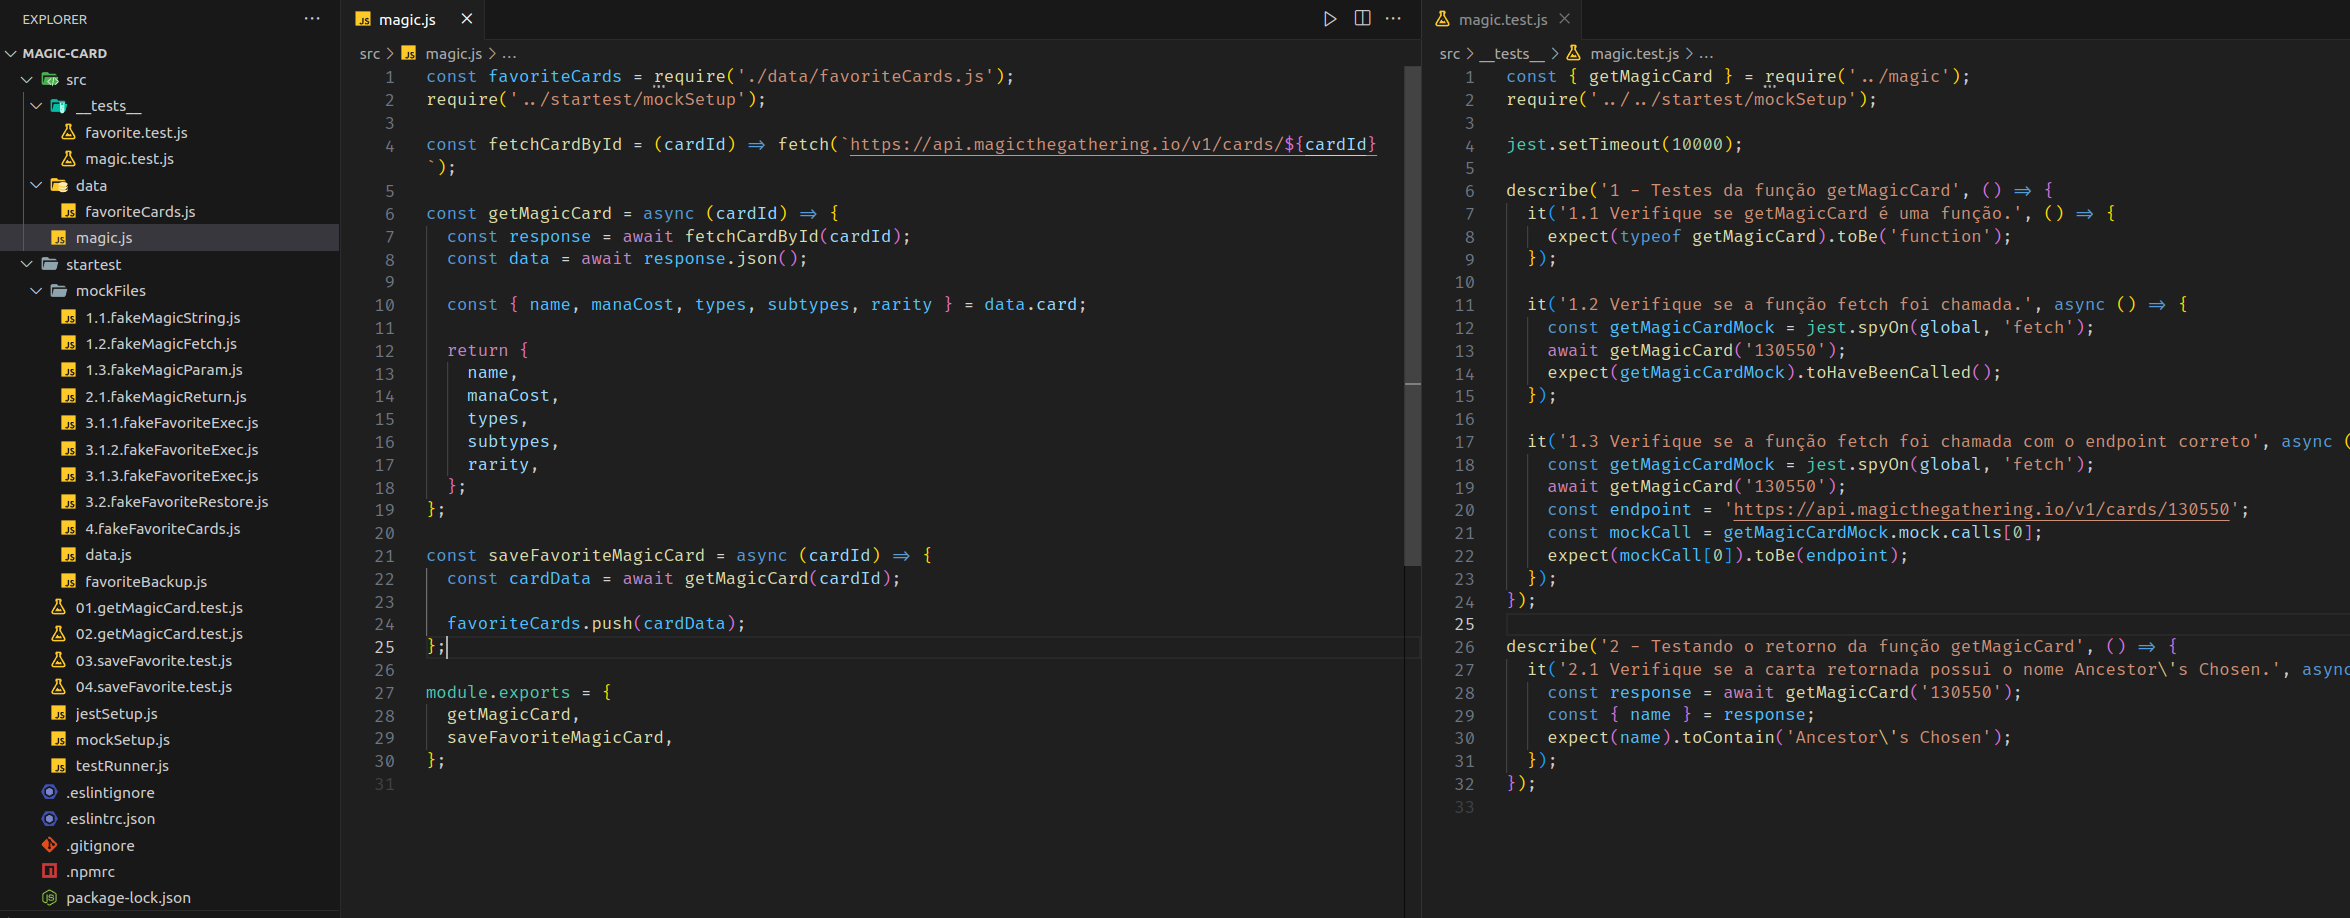 EXPLORER
MAGIC-CARD
src
__tests__
favorite.test.js
magic.test.js
data
favoriteCards.js
magic.js
startest
mockFiles
1.1.fakeMagicString.js
1.2.fakeMagicFetch.js
1.3.fakeMagicParam.js
2.1.fakeMagicReturn.js
3.1.1.fakeFavoriteExec.js
3.1.2.fakeFavoriteExec.js
3.1.3.fakeFavoriteExec.js
3.2.fakeFavoriteRestore.js
4.fakeFavoriteCards.js
data.js
favoriteBackup.js
01.getMagicCard.test.js
02.getMagicCard.test.js
03.saveFavorite.test.js
04.saveFavorite.test.js
jestSetup.js
mockSetup.js
testRunner.js
.eslintignore
.eslintrc.json
.gitignore
.npmrc
package-lock.json
magic.js
src > magic.js > ...
1 const favoriteCards = require('./data/favoriteCards.js');
2 require('../startest/mockSetup');
3
4 const fetchCardById = (cardId) => fetch(`https://api.magicthegathering.io/v1/cards/${cardId}
`);
5
6 const getMagicCard = async (cardId) => {
7 const response = await fetchCardById(cardId);
8 const data = await response.json();
9
10 const { name, manaCost, types, subtypes, rarity } = data.card;
11
12 return {
13 name,
14 manaCost,
15 types,
16 subtypes,
17 rarity,
18 };
19 };
20
21 const saveFavoriteMagicCard = async (cardId) => {
22 const cardData = await getMagicCard(cardId);
23
24 favoriteCards.push(cardData);
25 };
26
27 module.exports = {
28 getMagicCard,
29 saveFavoriteMagicCard,
30 };
31
magic.test.js
src > __tests__ > magic.test.js > ...
1 const { getMagicCard } = require('../magic');
2 require('../../startest/mockSetup');
3
4 jest.setTimeout(10000);
5
6 describe('1 - Testes da função getMagicCard', () => {
7 it('1.1 Verifique se getMagicCard é uma função.', () => {
8 expect(typeof getMagicCard).toBe('function');
9 });
10
11 it('1.2 Verifique se a função fetch foi chamada.', async () => {
12 const getMagicCardMock = jest.spyOn(global, 'fetch');
13 await getMagicCard('130550');
14 expect(getMagicCardMock).toHaveBeenCalled();
15 });
16
17 it('1.3 Verifique se a função fetch foi chamada com o endpoint correto', async (
18 const getMagicCardMock = jest.spyOn(global, 'fetch');
19 await getMagicCard('130550');
20 const endpoint = 'https://api.magicthegathering.io/v1/cards/130550';
21 const mockCall = getMagicCardMock.mock.calls[0];
22 expect(mockCall[0]).toBe(endpoint);
23 });
24 });
25
26 describe('2 - Testando o retorno da função getMagicCard', () => {
27 it('2.1 Verifique se a carta retornada possui o nome Ancestor\'s Chosen.', async
28 const response = await getMagicCard('130550');
29 const { name } = response;
30 expect(name).toContain('Ancestor\'s Chosen');
31 });
32 });
33